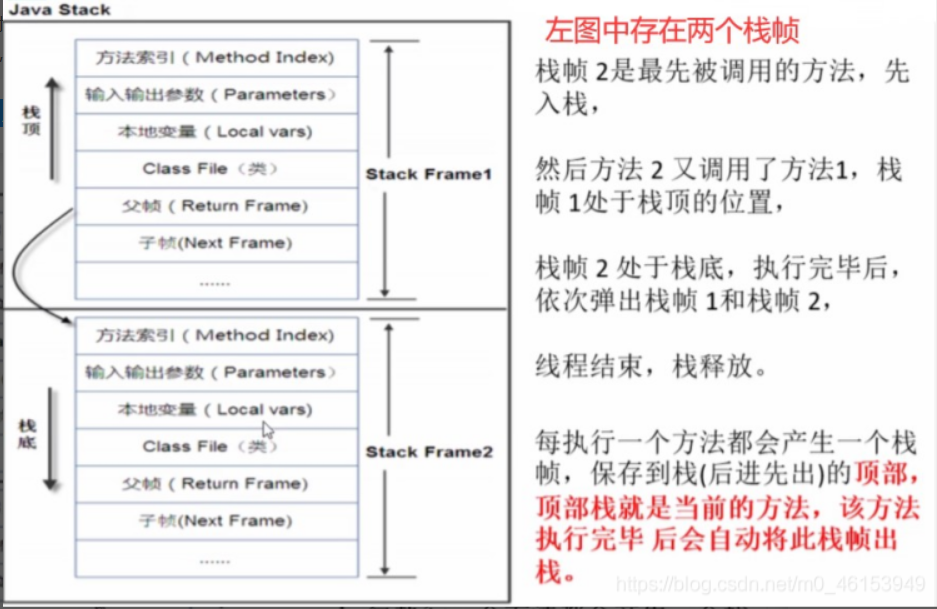 Java Stack
方法索引 ( Method Index)
输入输出参数 ( Parameters )
本地变量 ( Local vars)
Class File （类）
父帧 ( Return Frame)
子帧(Next Frame)
......
栈顶
Stack Frame1
方法索引 ( Method Index)
输入输出参数 ( Parameters )
本地变量 ( Local vars)
Class File （类）
父帧 ( Return Frame)
子帧(Next Frame)
......
栈底
Stack Frame2
左图中存在两个栈帧
栈帧 2是最先被调用的方法，先
入栈，
然后方法 2 又调用了方法1，栈
帧 1处于栈顶的位置，
栈帧 2 处于栈底，执行完毕后，
依次弹出栈帧 1和栈帧 2，
线程结束，栈释放。
每执行一个方法都会产生一个栈
帧，保存到栈(后进先出)的顶部，
顶部栈就是当前的方法，该方法
执行完毕 后会自动将此栈帧出
栈。
https://blog.csdn.net/m0_46153949